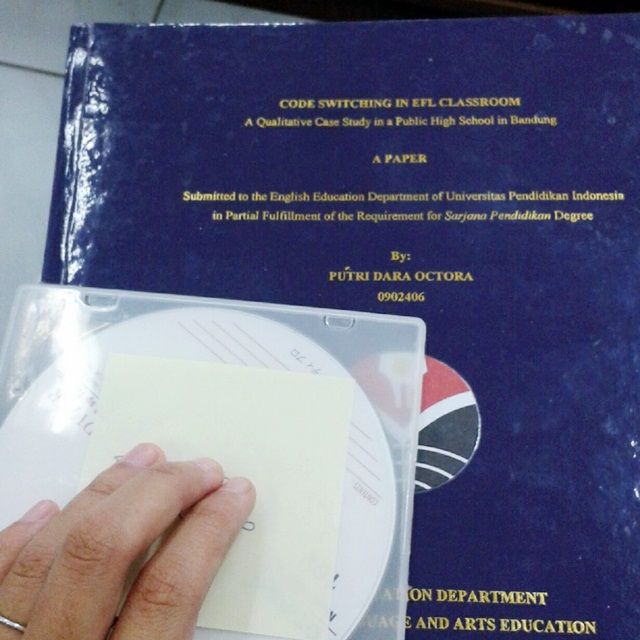 CODE SWITCHING IN EFL CLASSROOM
A Qualitative Case Study in a Public High School in Bandung
A PAPER
Submitted to the English Education Department of Universitas Pendidikan Indonesia
in Partial Fulfillment of the Requirement for Sarjana Pendidikan Degree
By:
PUTRI DARA OCTORA
0902406
ATION DEPARTMENT
AGE AND ARTS EDUCATION